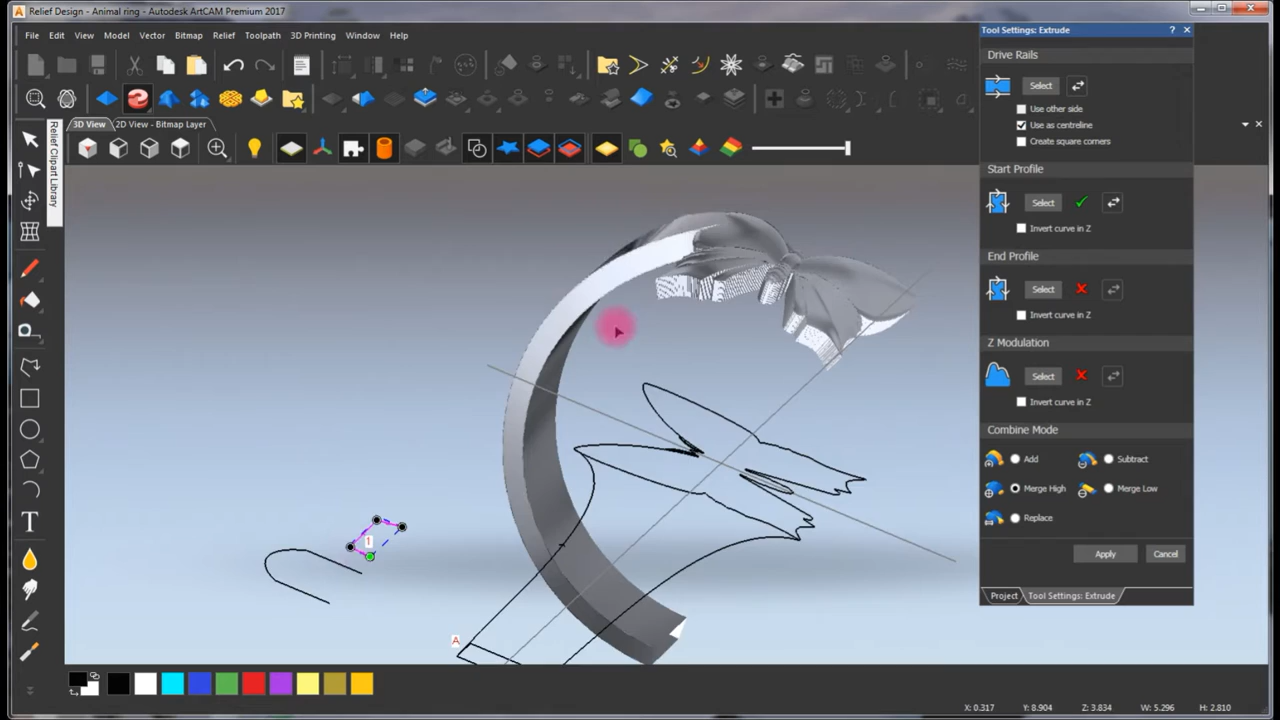 Relief Design - Animal ring - Autodesk ArtCAM Premium 2017
File Edit View Model Vector Bitmap Relief Toolpath 3D Printing Window Help
3D View 2D View - Bitmap Layer
Relief Clipart Library
1
A
Tool Settings: Extrude
Drive Rails
Select
Use other side
Use as centreline
Create square corners
Start Profile
Select
Invert curve in Z
End Profile
Select
Invert curve in Z
Z Modulation
Select
Invert curve in Z
Combine Mode
Add Subtract
Merge High Merge Low
Replace
Apply Cancel
Project Tool Settings: Extrude
X: 0.317 Y: 8.904 Z: 3.834 W: 5.296 H: 2.810